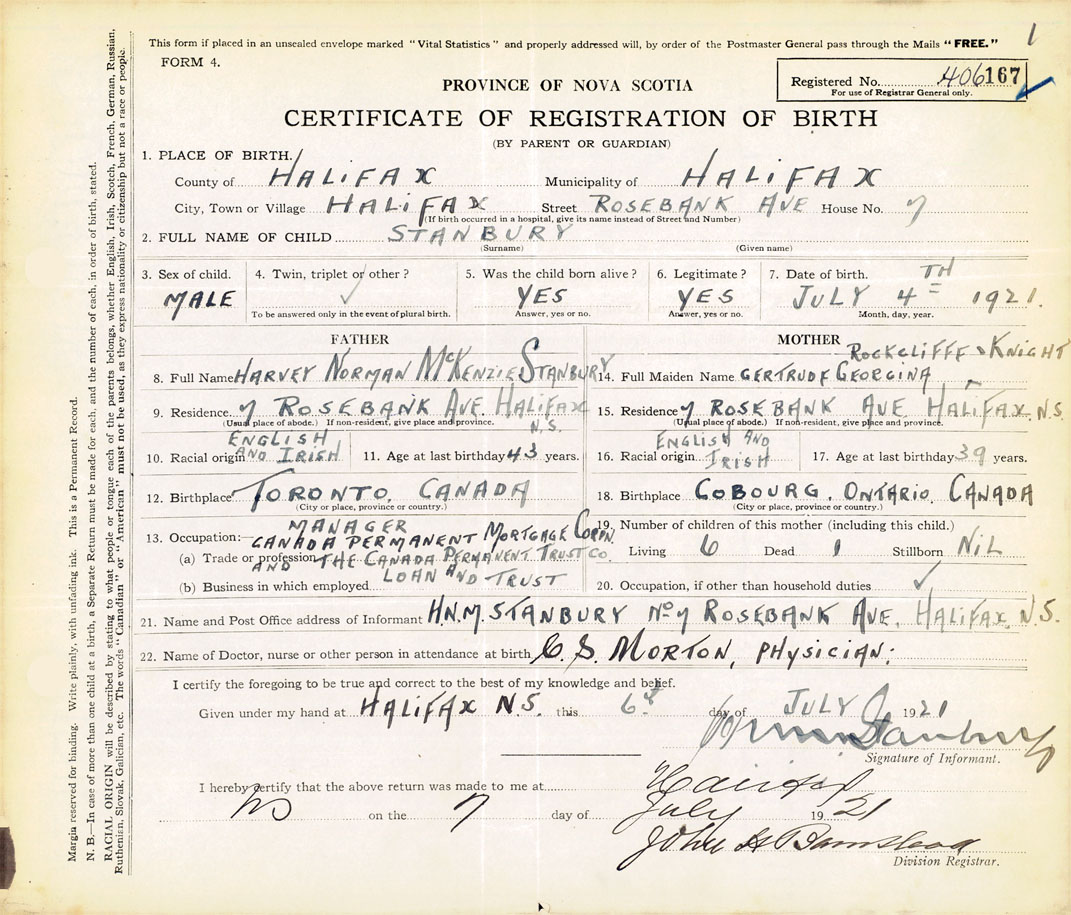 This form if placed in an unsealed envelope marked "Vital Statistics" and properly addressed will, by order of the Postmaster General pass through the Mails "FREE."
1
FORM 4.
Registered No. 406167
For use of Registrar General only.
PROVINCE OF NOVA SCOTIA
CERTIFICATE OF REGISTRATION OF BIRTH
(BY PARENT OR GUARDIAN)
1. PLACE OF BIRTH.
County of HALIFAX Municipality of HALIFAX
City, Town or Village HALIFAX Street ROSEBANK AVE House No. 7
(If birth occurred in a hospital, give its name instead of Street and Number)
2. FULL NAME OF CHILD STANBURY
(Surname) (Given name)
3. Sex of child. 4. Twin, triplet or other? 5. Was the child born alive? 6. Legitimate? 7. Date of birth.
MALE ✓ YES YES JULY 4TH 1921.
To be answered only in the event of plural birth. Answer, yes or no. Answer, yes or no. Month, day, year.
FATHER
8. Full Name HARVEY NORMAN McKENZIE STANBURY
9. Residence 7 ROSEBANK AVE. HALIFAX N.S.
(Usual place of abode.) If non-resident, give place and province.
10. Racial origin ENGLISH AND IRISH 11. Age at last birthday 43 years.
12. Birthplace TORONTO, CANADA
(City or place, province or country.)
13. Occupation:— MANAGER
CANADA PERMANENT MORTGAGE CORPN.
(a) Trade or profession AND THE CANADA PERMANENT TRUST CO
(b) Business in which employed LOAN AND TRUST
MOTHER
14. Full Maiden Name GERTRUDE GEORGINA ROCKCLIFFE-KNIGHT
15. Residence 7 ROSEBANK AVE HALIFAX N.S.
(Usual place of abode.) If non-resident, give place and province.
16. Racial origin ENGLISH AND IRISH 17. Age at last birthday 39 years.
18. Birthplace COBOURG, ONTARIO, CANADA
(City or place, province or country.)
19. Number of children of this mother (including this child.)
Living 6 Dead 1 Stillborn NIL
20. Occupation, if other than household duties ✓
21. Name and Post Office address of Informant H.N.M. STANBURY No 7 ROSEBANK AVE. HALIFAX, N.S.
22. Name of Doctor, nurse or other person in attendance at birth C. S. MORTON, PHYSICIAN;
I certify the foregoing to be true and correct to the best of my knowledge and belief.
Given under my hand at HALIFAX N.S. this 6th day of JULY 1921
Stanbury
Signature of Informant.
I hereby certify that the above return was made to me at Halifax
NS on the 7 day of July 1921
John H Barnstead
Division Registrar.
Margin reserved for binding. Write plainly, with unfading ink. This is a Permanent Record.
N. B.—In case of more than one child at a birth, a Separate Return must be made for each, and the number of each, in order of birth, stated.
RACIAL ORIGIN will be described by stating to what people or tongue each of the parents belongs, whether English, Irish, Scotch, French, German, Russian,
Ruthenian, Slovak, Galician, etc. The words "Canadian" or "American" must not be used, as they express nationality or citizenship but not a race or people.